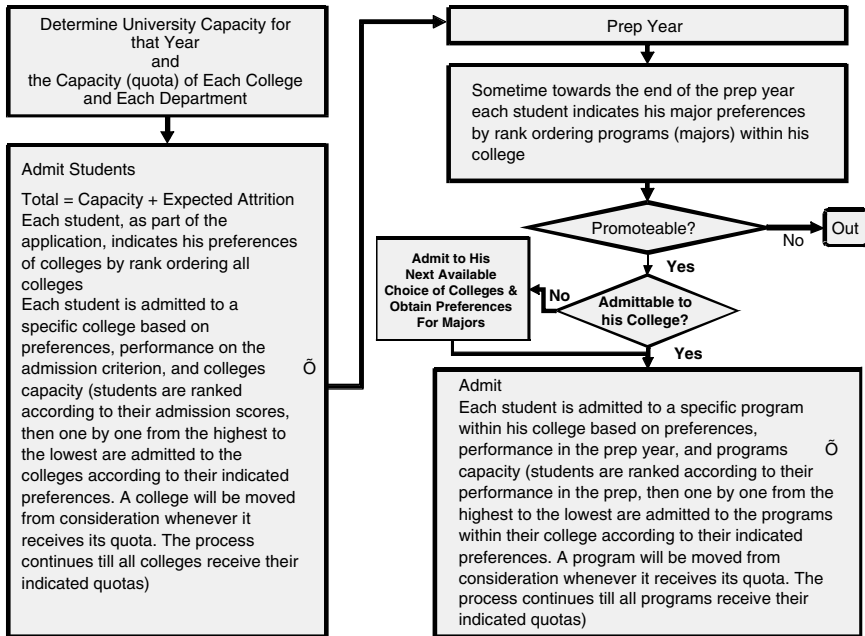 Determine University Capacity for
that Year
and
the Capacity (quota) of Each College
and Each Department
Admit Students
Total = Capacity + Expected Attrition
Each student, as part of the
application, indicates his preferences
of colleges by rank ordering all
colleges
Each student is admitted to a
specific college based on
preferences, performance on the
admission criterion, and colleges Õ
capacity (students are ranked
according to their admission scores,
then one by one from the highest to
the lowest are admitted to the
colleges according to their indicated
preferences. A college will be moved
from consideration whenever it
receives its quota. The process
continues till all colleges receive their
indicated quotas)
Prep Year
Sometime towards the end of the prep year
each student indicates his major preferences
by rank ordering programs (majors) within his
college
Promoteable?
No
Out
Yes
Admittable to
his College?
No
Admit to His
Next Available
Choice of Colleges &
Obtain Preferences
For Majors
Yes
Admit
Each student is admitted to a specific program
within his college based on preferences,
performance in the prep year, and programs Õ
capacity (students are ranked according to their
performance in the prep, then one by one from the
highest to the lowest are admitted to the programs
within their college according to their indicated
preferences. A program will be moved from
consideration whenever it receives its quota. The
process continues till all programs receive their
indicated quotas)